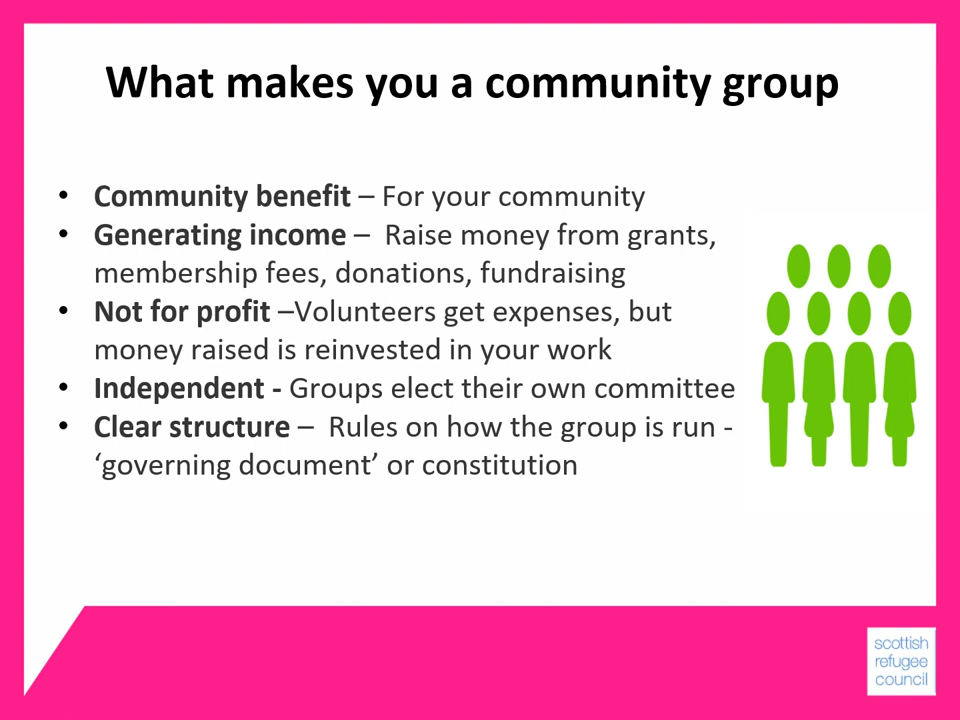 What makes you a community group
• Community benefit – For your community
• Generating income – Raise money from grants,
membership fees, donations, fundraising
• Not for profit –Volunteers get expenses, but
money raised is reinvested in your work
• Independent - Groups elect their own committee
• Clear structure – Rules on how the group is run -
‘governing document’ or constitution
scottish
refugee
council